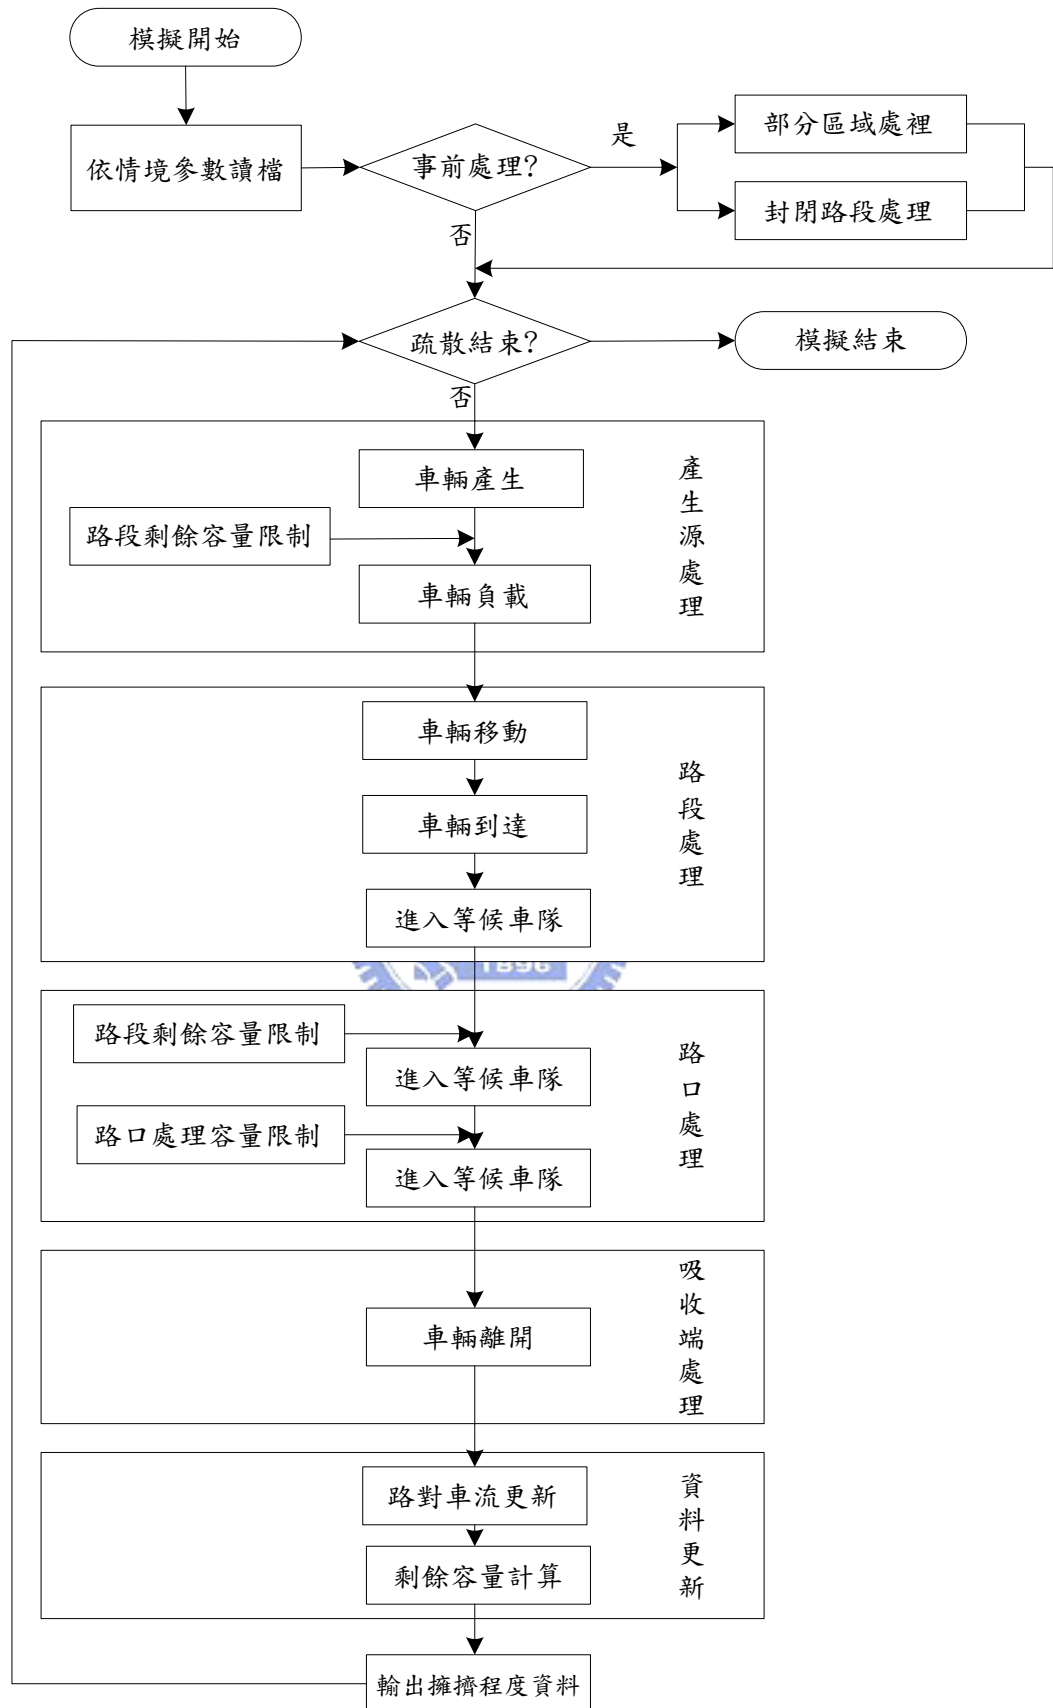 模擬開始
依情境參數讀檔
事前處理?
是
部分區域處裡
封閉路段處理
否
疏散結束?
模擬結束
否
車輛產生
路段剩餘容量限制
車輛負載
產生源處理
車輛移動
車輛到達
進入等候車隊
路段處理
1896
路段剩餘容量限制
進入等候車隊
路口處理容量限制
進入等候車隊
路口處理
車輛離開
吸收端處理
路對車流更新
剩餘容量計算
資料更新
輸出擁擠程度資料